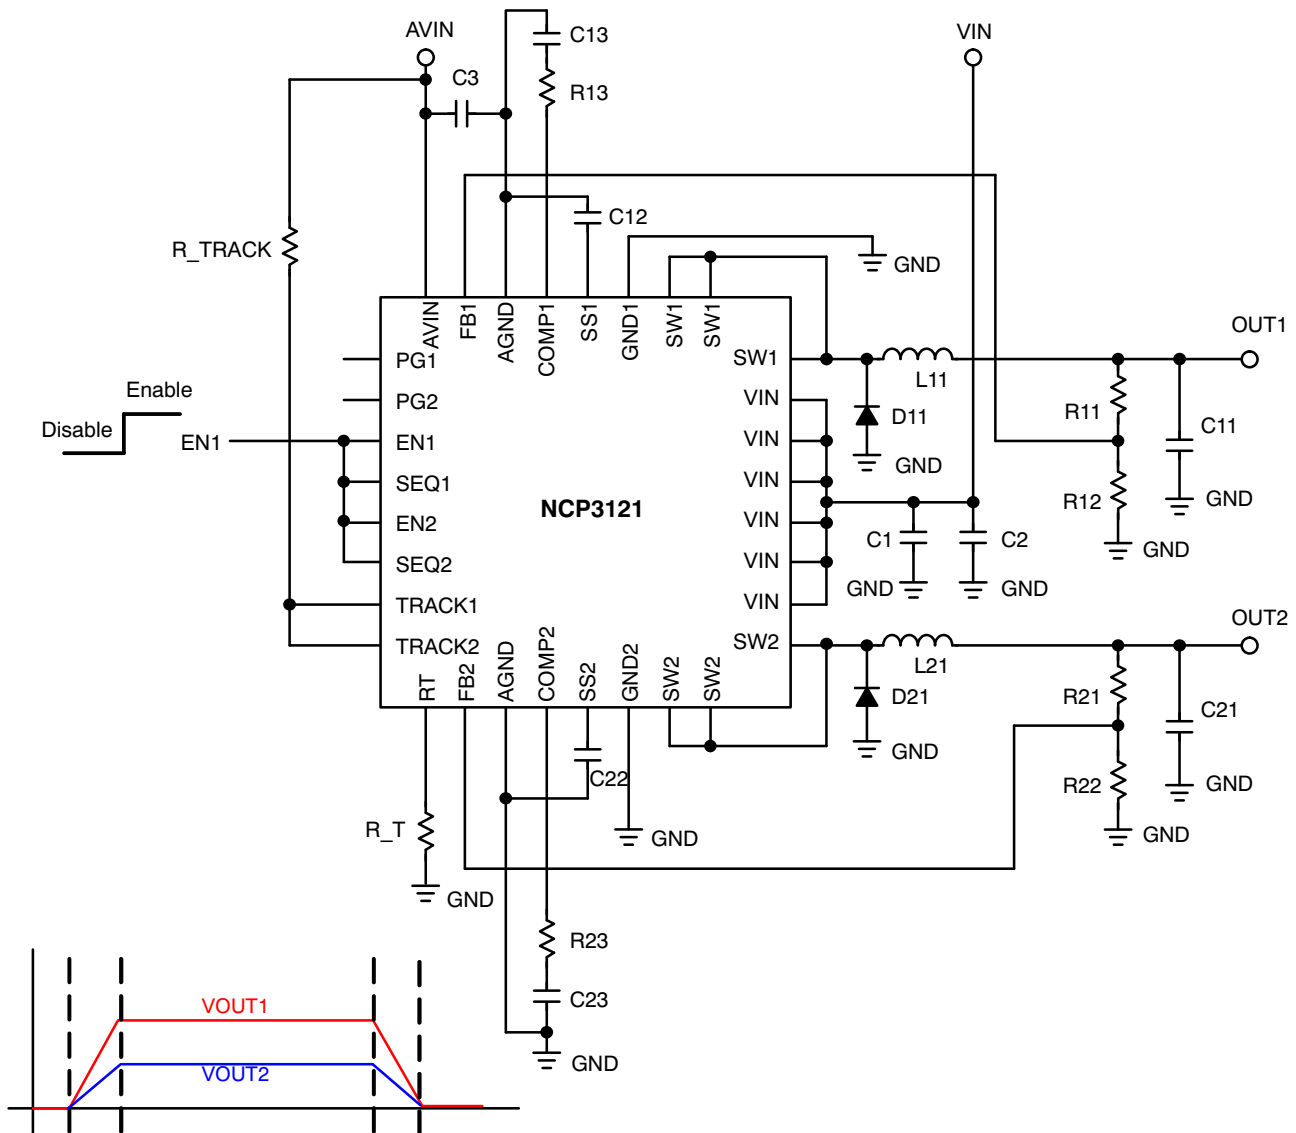 AVIN
C13
VIN
C3
R13
C12
R_TRACK
GND
AVIN
FB1
AGND
COMP1
SS1
GND1
SW1
SW1
OUT1
PG1
SW1
L11
Enable
PG2
VIN
D11
R11
Disable
EN1
EN1
VIN
C11
GND
SEQ1
VIN
R12
GND
NCP3121
EN2
VIN
C1
C2
GND
SEQ2
VIN
GND
GND
TRACK1
VIN
OUT2
TRACK2
SW2
L21
RT
FB2
AGND
COMP2
SS2
GND2
SW2
SW2
D21
R21
C21
GND
C22
R22
GND
R_T
GND
GND
GND
R23
C23
VOUT1
GND
VOUT2